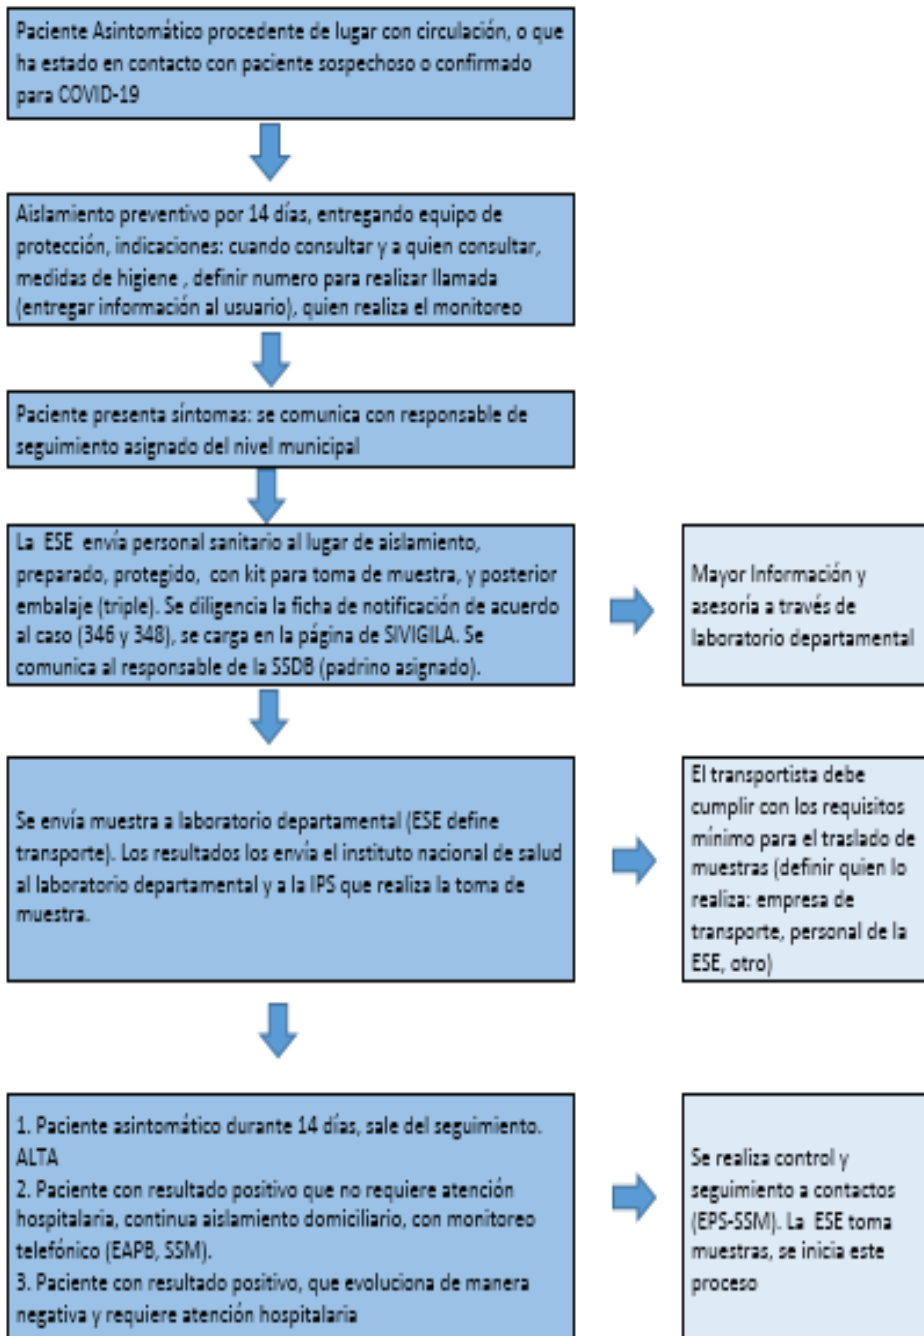 Paciente Asintomático procedente de lugar con circulación, o que
ha estado en contacto con paciente sospechoso o confirmado
para COVID-19
Aislamiento preventivo por 14 días, entregando equipo de
protección, indicaciones: cuando consultar y a quien consultar,
medidas de higiene , definir numero para realizar llamada
(entregar información al usuario), quien realiza el monitoreo
Paciente presenta síntomas: se comunica con responsable de
seguimiento asignado del nivel municipal
La ESE envía personal sanitario al lugar de aislamiento,
preparado, protegido, con kit para toma de muestra, y posterior
embalaje (triple). Se diligencia la ficha de notificación de acuerdo
al caso (346 y 348), se carga en la página de SIVIGILA. Se
comunica al responsable de la SSDB (padrino asignado).
Mayor Información y
asesoría a través de
laboratorio departamental
Se envía muestra a laboratorio departamental (ESE define
transporte). Los resultados los envía el instituto nacional de salud
al laboratorio departamental y a la IPS que realiza la toma de
muestra.
El transportista debe
cumplir con los requisitos
mínimo para el traslado de
muestras (definir quien lo
realiza: empresa de
transporte, personal de la
ESE, otro)
1. Paciente asintomático durante 14 días, sale del seguimiento.
ALTA
2. Paciente con resultado positivo que no requiere atención
hospitalaria, continua aislamiento domiciliario, con monitoreo
telefónico (EAPB, SSM).
3. Paciente con resultado positivo, que evoluciona de manera
negativa y requiere atención hospitalaria
Se realiza control y
seguimiento a contactos
(EPS-SSM). La ESE toma
muestras, se inicia este
proceso